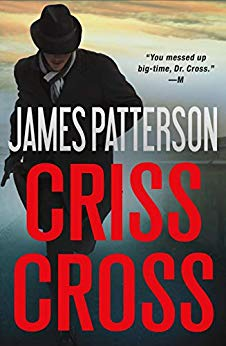 "You messed up
big-time, Dr. Cross."
—M
JAMES PATTERSON
CRISS
CROSS